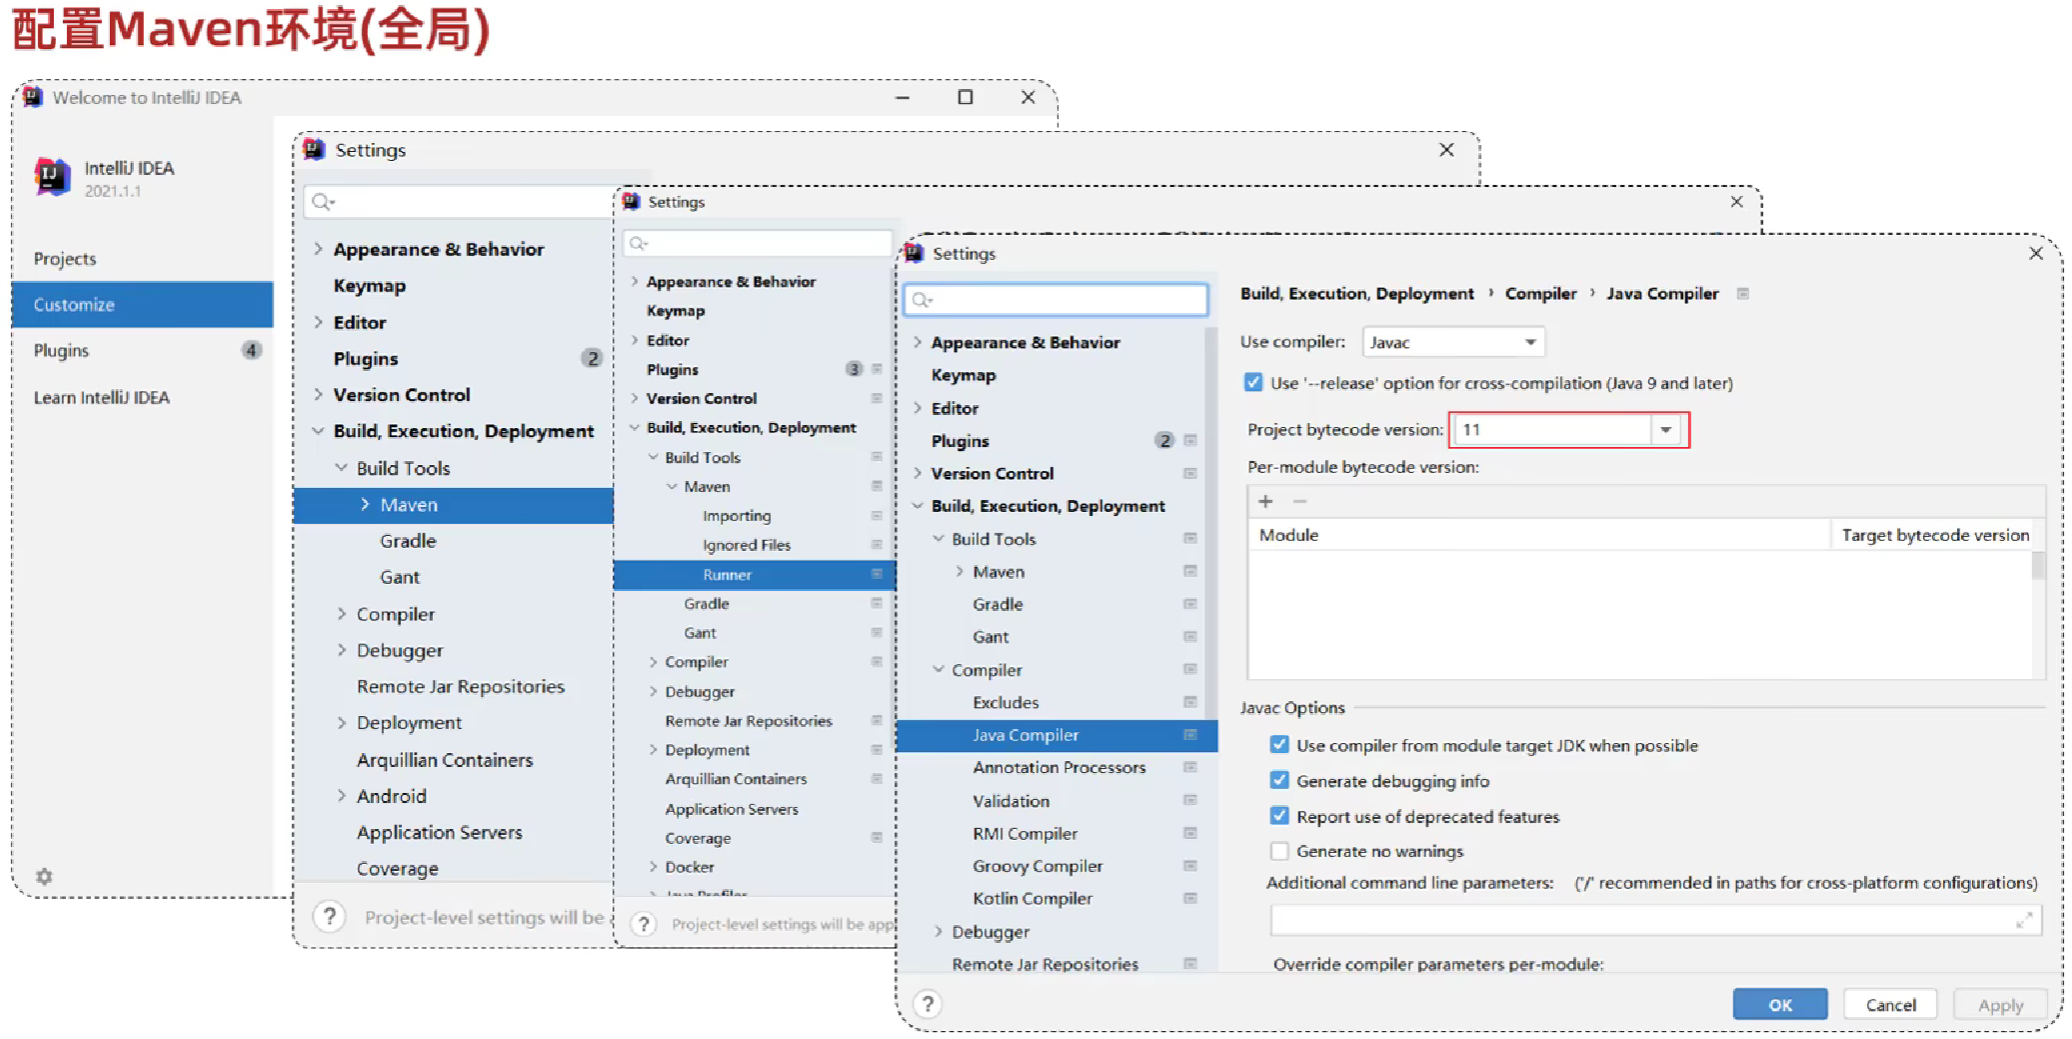 配置Maven环境(全局)
Welcome to IntelliJ IDEA
IntelliJ IDEA
2021.1.1
Projects
Customize
Plugins 4
Learn IntelliJ IDEA
Settings
Appearance & Behavior
Keymap
Editor
Plugins 2
Version Control
Build, Execution, Deployment
Build Tools
Maven
Gradle
Gant
Compiler
Debugger
Remote Jar Repositories
Deployment
Arquillian Containers
Android
Application Servers
Coverage
? Project-level settings will be
Settings
Appearance & Behavior
Keymap
Editor
Plugins 3
Version Control
Build, Execution, Deployment
Build Tools
Maven
Importing
Ignored Files
Runner
Gradle
Gant
Compiler
Debugger
Remote Jar Repositories
Deployment
Arquillian Containers
Application Servers
Coverage
Docker
Java Profiler
? Project-level settings will be app
Settings
Appearance & Behavior
Keymap
Editor
Plugins 2
Version Control
Build, Execution, Deployment
Build Tools
Maven
Gradle
Gant
Compiler
Excludes
Java Compiler
Annotation Processors
Validation
RMI Compiler
Groovy Compiler
Kotlin Compiler
Debugger
Remote Jar Repositories
Build, Execution, Deployment › Compiler › Java Compiler
Use compiler: Javac
Use '--release' option for cross-compilation (Java 9 and later)
Project bytecode version: 11
Per-module bytecode version:
+ −
Module Target bytecode version
Javac Options
Use compiler from module target JDK when possible
Generate debugging info
Report use of deprecated features
Generate no warnings
Additional command line parameters: ('/' recommended in paths for cross-platform configurations)
Override compiler parameters per-module:
? OK Cancel Apply